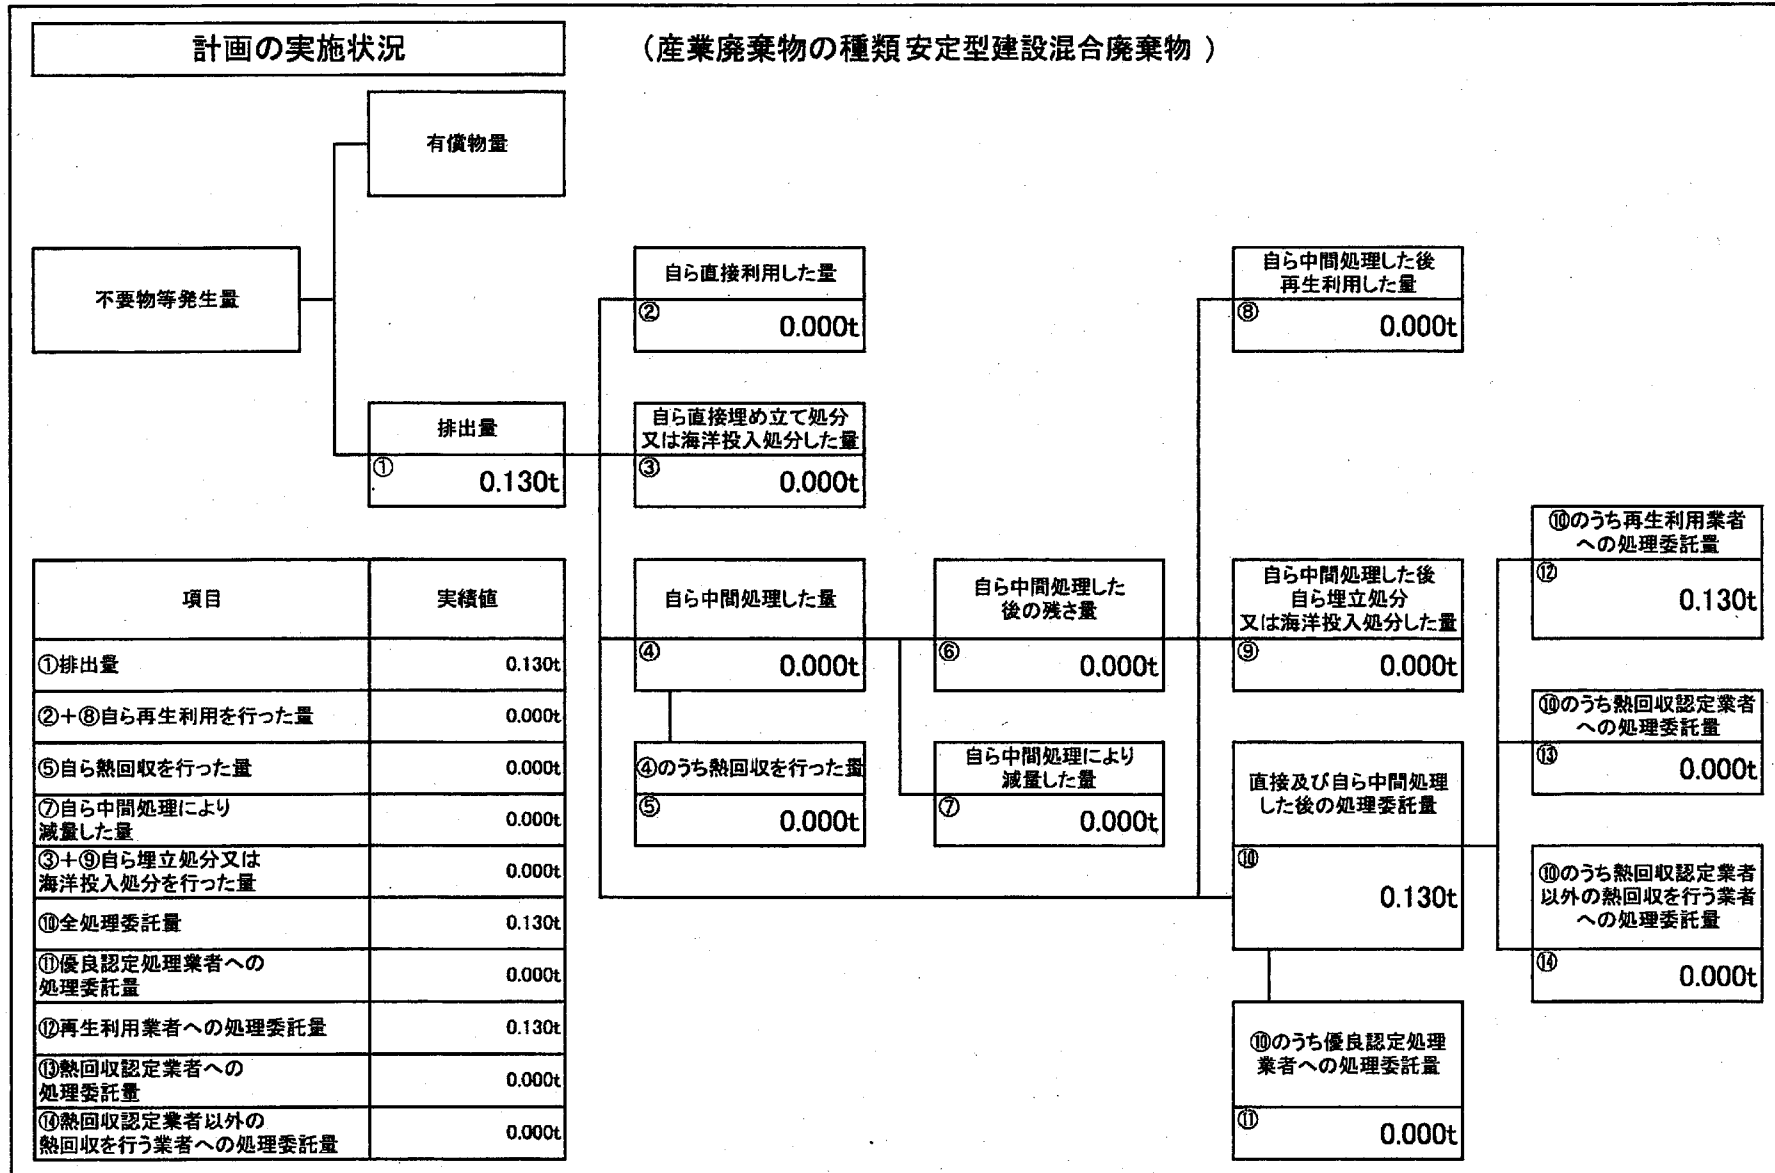 計画の実施状況
（産業廃棄物の種類 安定型建設混合廃棄物 ）
有償物量
不要物等発生量
排出量
①
0.130t
自ら直接利用した量
②
0.000t
自ら直接埋め立て処分
又は海洋投入処分した量
③
0.000t
自ら中間処理した量
④
0.000t
④のうち熱回収を行った量
⑤
0.000t
自ら中間処理した
後の残さ量
⑥
0.000t
自ら中間処理により
減量した量
⑦
0.000t
自ら中間処理した後
再生利用した量
⑧
0.000t
自ら中間処理した後
自ら埋立処分
又は海洋投入処分した量
⑨
0.000t
直接及び自ら中間処理
した後の処理委託量
⑩
0.130t
⑩のうち優良認定処理
業者への処理委託量
⑪
0.000t
⑩のうち再生利用業者
への処理委託量
⑫
0.130t
⑩のうち熱回収認定業者
への処理委託量
⑬
0.000t
⑩のうち熱回収認定業者
以外の熱回収を行う業者
への処理委託量
⑭
0.000t
項目 実績値
①排出量 0.130t
②＋⑧自ら再生利用を行った量 0.000t
⑤自ら熱回収を行った量 0.000t
⑦自ら中間処理により
減量した量 0.000t
③＋⑨自ら埋立処分又は
海洋投入処分を行った量 0.000t
⑩全処理委託量 0.130t
⑪優良認定処理業者への
処理委託量 0.000t
⑫再生利用業者への処理委託量 0.130t
⑬熱回収認定業者への
処理委託量 0.000t
⑭熱回収認定業者以外の
熱回収を行う業者への処理委託量 0.000t